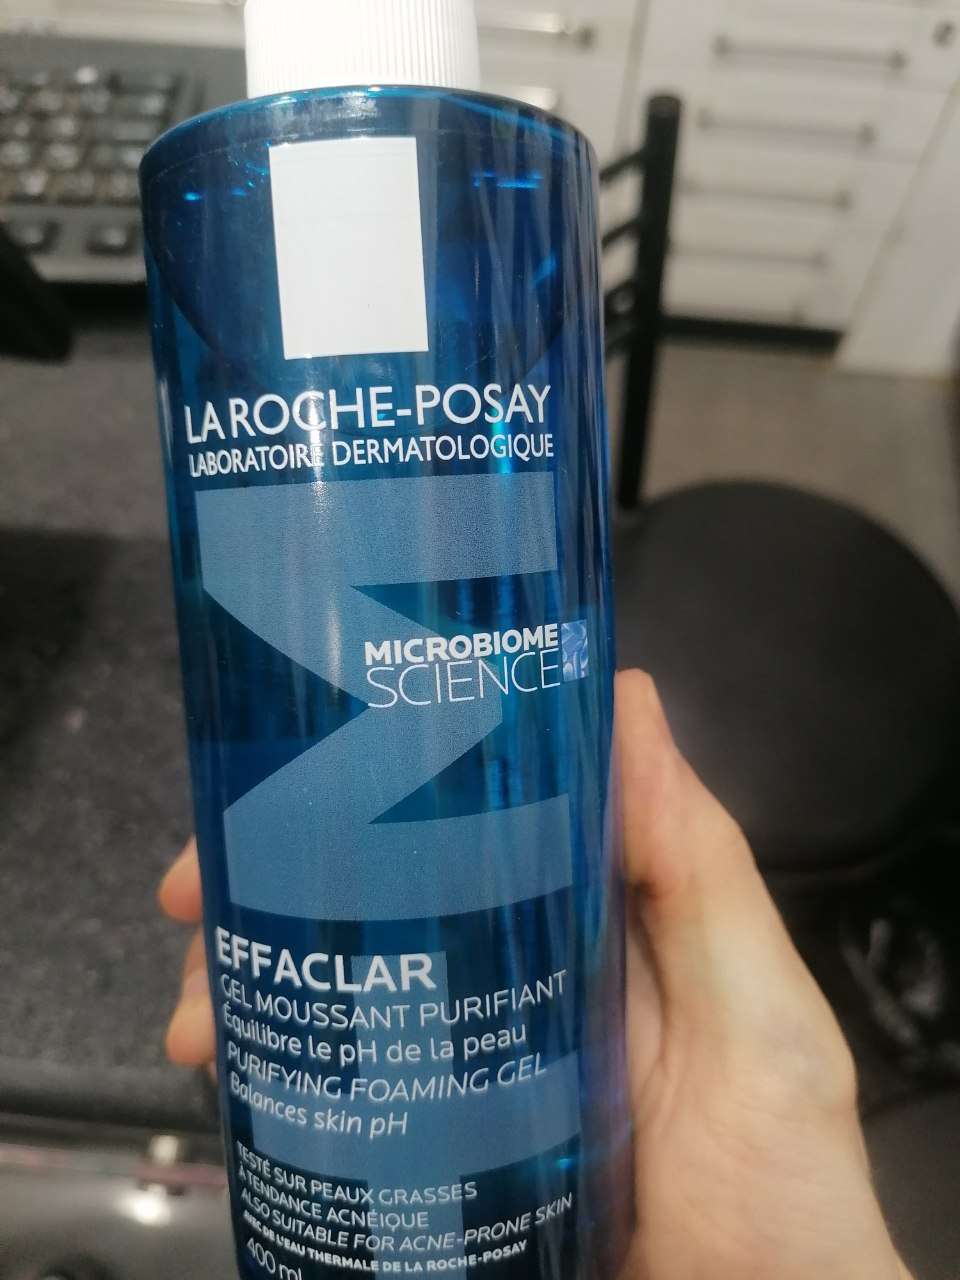 LA ROCHE-POSAY
LABORATOIRE DERMATOLOGIQUE
MICROBIOME
SCIENCE
EFFACLAR
GEL MOUSSANT PURIFIANT
Équilibre le pH de la peau
PURIFYING FOAMING GEL
Balances skin pH
TESTÉ SUR PEAUX GRASSES
À TENDANCE ACNÉIQUE
ALSO SUITABLE FOR ACNE-PRONE SKIN
AVEC DE L'EAU THERMALE DE LA ROCHE-POSAY
400 ml